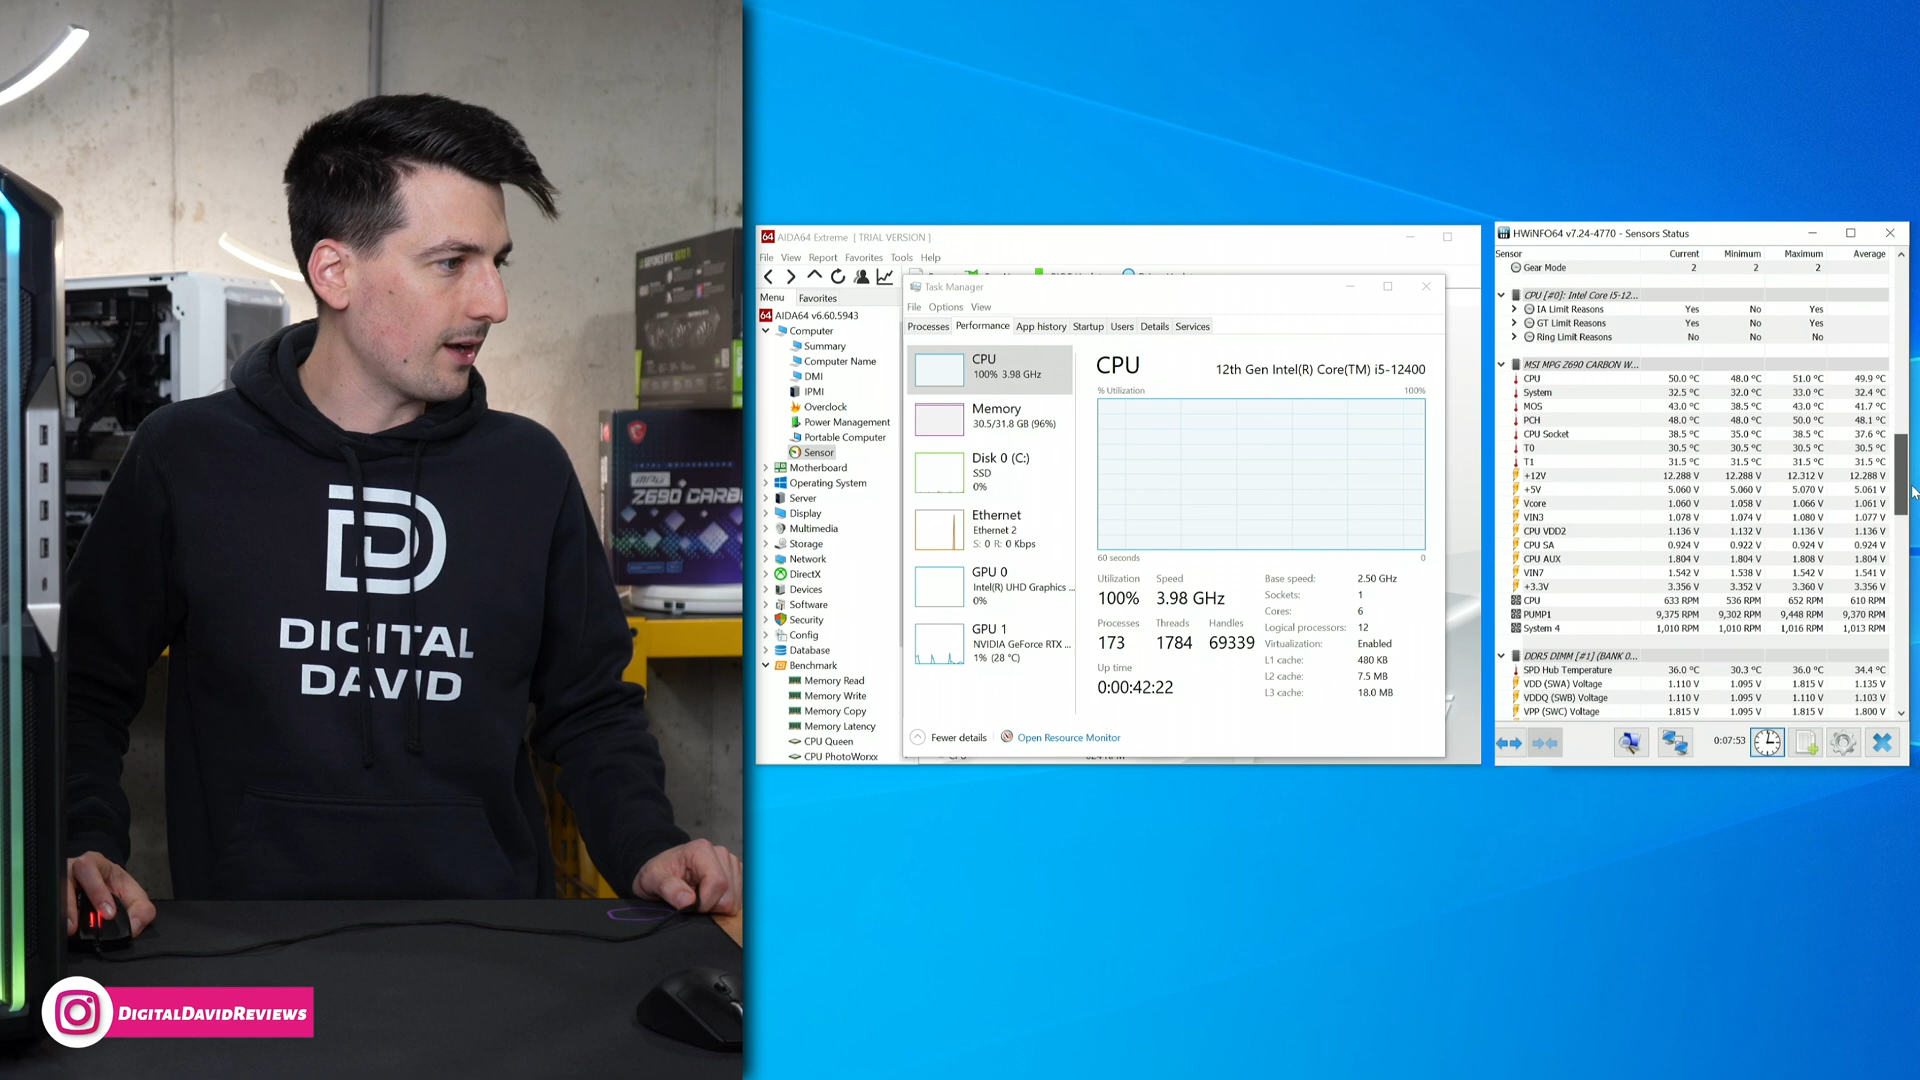 DIGITAL
DAVID
DIGITALDAVIDREVIEWS
Z690 CARB
64 AIDA64 Extreme [ TRIAL VERSION ]
File View Report Favorites Tools Help
Menu Favorites
64 AIDA64 v6.60.5943
Computer
Summary
Computer Name
DMI
IPMI
Overclock
Power Management
Portable Computer
Sensor
Motherboard
Operating System
Server
Display
Multimedia
Storage
Network
DirectX
Devices
Software
Security
Config
Database
Benchmark
Memory Read
Memory Write
Memory Copy
Memory Latency
CPU Queen
CPU PhotoWorxx
Task Manager
File Options View
Processes Performance App history Startup Users Details Services
CPU
100% 3.98 GHz
Memory
30.5/31.8 GB (96%)
Disk 0 (C:)
SSD
0%
Ethernet
Ethernet 2
S: 0 R: 0 Kbps
GPU 0
Intel(R) UHD Graphics ...
0%
GPU 1
NVIDIA GeForce RTX ...
1% (28 °C)
CPU 12th Gen Intel(R) Core(TM) i5-12400
% Utilization 100%
60 seconds 0
Utilization Speed
100% 3.98 GHz
Processes Threads Handles
173 1784 69339
Up time
0:00:42:22
Base speed: 2.50 GHz
Sockets: 1
Cores: 6
Logical processors: 12
Virtualization: Enabled
L1 cache: 480 KB
L2 cache: 7.5 MB
L3 cache: 18.0 MB
Fewer details Open Resource Monitor
HWiNFO64 v7.24-4770 - Sensors Status
Sensor Current Minimum Maximum Average
Gear Mode 2 2 2
CPU [#0]: Intel Core i5-12...
IA Limit Reasons Yes No Yes
GT Limit Reasons Yes No Yes
Ring Limit Reasons No No No
MSI MPG Z690 CARBON W...
CPU 50.0 °C 48.0 °C 51.0 °C 49.9 °C
System 32.5 °C 32.0 °C 33.0 °C 32.4 °C
MOS 43.0 °C 38.5 °C 43.0 °C 41.7 °C
PCH 48.0 °C 48.0 °C 50.0 °C 48.1 °C
CPU Socket 38.5 °C 35.0 °C 38.5 °C 37.6 °C
T0 30.5 °C 30.5 °C 30.5 °C 30.5 °C
T1 31.5 °C 31.5 °C 31.5 °C 31.5 °C
+12V 12.288 V 12.288 V 12.312 V 12.288 V
+5V 5.060 V 5.060 V 5.070 V 5.061 V
Vcore 1.060 V 1.058 V 1.066 V 1.060 V
VIN3 1.078 V 1.074 V 1.080 V 1.077 V
CPU VDD2 1.136 V 1.132 V 1.136 V 1.136 V
CPU SA 0.924 V 0.922 V 0.924 V 0.924 V
CPU AUX 1.804 V 1.804 V 1.808 V 1.804 V
VIN7 1.542 V 1.538 V 1.542 V 1.541 V
+3.3V 3.356 V 3.352 V 3.360 V 3.356 V
CPU 633 RPM 536 RPM 652 RPM 610 RPM
PUMP1 9,375 RPM 9,302 RPM 9,448 RPM 9,370 RPM
System 4 1,010 RPM 1,010 RPM 1,016 RPM 1,013 RPM
DDR5 DIMM [#1] (BANK 0...
SPD Hub Temperature 36.0 °C 30.3 °C 36.0 °C 34.4 °C
VDD (SWA) Voltage 1.110 V 1.095 V 1.815 V 1.135 V
VDDQ (SWB) Voltage 1.110 V 1.095 V 1.110 V 1.103 V
VPP (SWC) Voltage 1.815 V 1.095 V 1.815 V 1.800 V
0:07:53